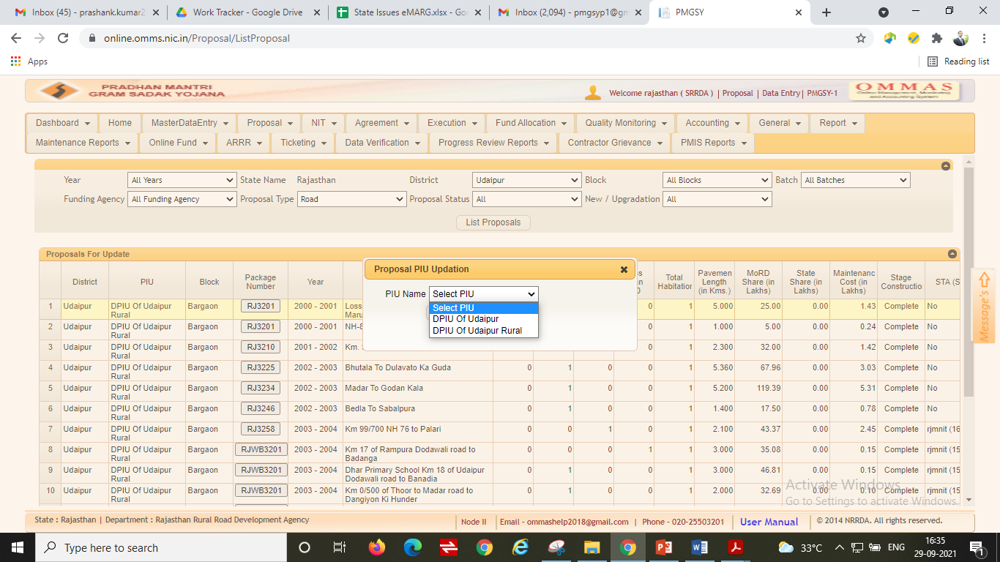 Inbox (45) - prashank.kumar2
Work Tracker - Google Drive
State Issues eMARG.xlsx - Go
Inbox (2,094) - pmgsyp1@gm
PMGSY
online.omms.nic.in/Proposal/ListProposal
Apps
Reading list
PRADHAN MANTRI
GRAM SADAK YOJANA
Welcome rajasthan ( SRRDA ) | Proposal | Data Entry | PMGSY-1
OMMAS
Online Management, Monitoring
and Accounting System
Dashboard Home MasterDataEntry Proposal NIT Agreement Execution Fund Allocation Quality Monitoring Accounting General Report
Maintenance Reports Online Fund ARRR Ticketing Data Verification Progress Review Reports Contractor Grievance PMIS Reports
Year All Years State Name Rajasthan District Udaipur Block All Blocks Batch All Batches
Funding Agency All Funding Agency Proposal Type Road Proposal Status All New / Upgradation All
List Proposals
Proposals For Update
District PIU Block Package Number Year Total Habitation Pavemen Length (in Kms.) MoRD Share (in Lakhs) State Share (in Lakhs) Maintenanc Cost (in Lakhs) Stage Constructio STA (S
Proposal PIU Updation
PIU Name Select PIU
Select PIU
DPIU Of Udaipur
DPIU Of Udaipur Rural
1 Udaipur DPIU Of Udaipur Rural Bargaon RJ3201 2000 - 2001 Loss Maru 0 1 5.000 25.00 0.00 1.43 Complete No
2 Udaipur DPIU Of Udaipur Rural Bargaon RJ3201 2000 - 2001 NH-8 0 1 1.000 5.00 0.00 0.24 Complete No
3 Udaipur DPIU Of Udaipur Rural Bargaon RJ3210 2001 - 2002 Km. 0 1 2.300 32.00 0.00 1.42 Complete No
4 Udaipur DPIU Of Udaipur Rural Bargaon RJ3225 2002 - 2003 Bhutala To Dulavato Ka Guda 0 1 0 0 1 5.360 67.96 0.00 3.03 Complete No
5 Udaipur DPIU Of Udaipur Rural Bargaon RJ3234 2002 - 2003 Madar To Godan Kala 0 1 0 0 1 5.200 119.39 0.00 5.31 Complete No
6 Udaipur DPIU Of Udaipur Rural Bargaon RJ3246 2002 - 2003 Bedla To Sabalpura 0 1 0 0 1 1.400 17.50 0.00 0.78 Complete No
7 Udaipur DPIU Of Udaipur Rural Bargaon RJ3258 2003 - 2004 Km 99/700 NH 76 to Palari 0 0 1 0 1 2.100 43.37 0.00 2.45 Complete rjmnit (16
8 Udaipur DPIU Of Udaipur Rural Bargaon RJWB3201 2003 - 2004 Km 17 of Rampura Dodawali road to Badanga 0 0 0 1 1 3.000 35.08 0.00 0.15 Complete rjmnit (15
9 Udaipur DPIU Of Udaipur Rural Bargaon RJWB3201 2003 - 2004 Dhar Primary School Km 18 of Udaipur Dodawali road to Banadia 0 1 0 0 1 3.000 46.81 0.00 0.15 Complete rjmnit (15
10 Udaipur DPIU Of Udaipur Rural Bargaon RJWB3201 2003 - 2004 Km 0/500 of Thoor to Madar road to Dangiyon Ki Hunder 0 1 0 0 1 2.000 32.69 0.00 0.10 Complete rjmnit (15
Message's
Activate Windows
Go to Settings to activate Windows.
State : Rajasthan | Department : Rajasthan Rural Road Development Agency
Node II | Email - ommashelp2018@gmail.com | Phone - 020-25503201 | User Manual | © 2014 NRRDA. All rights reserved.
Type here to search
33°C ENG
16:35
29-09-2021
1